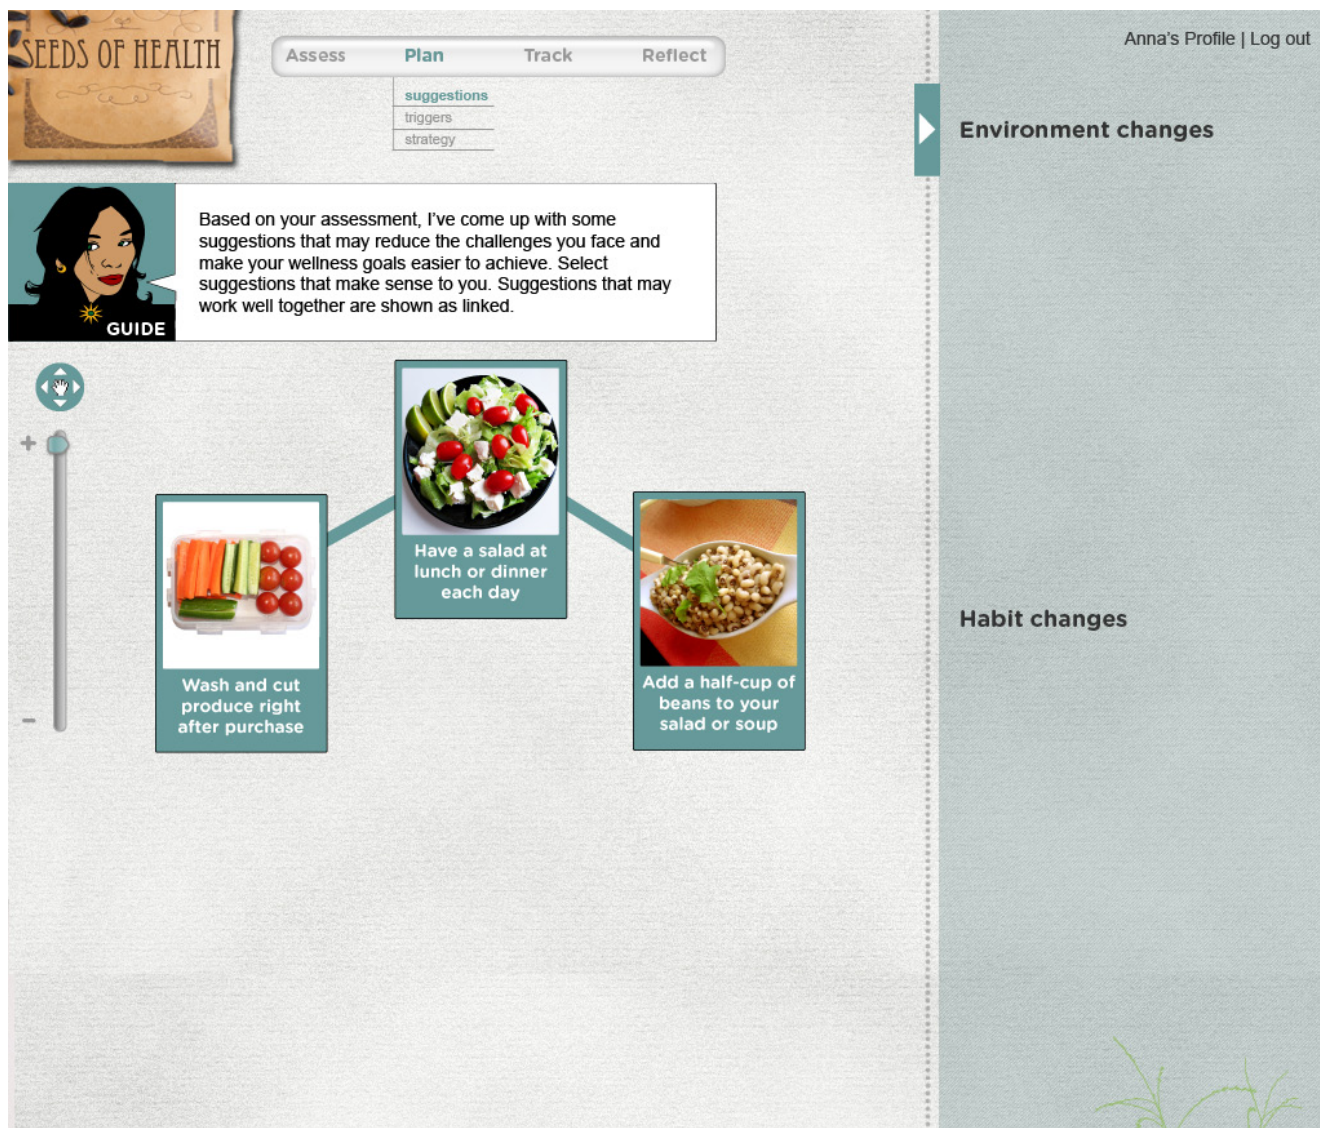 SEEDS OF HEALTH
Assess Plan Track Reflect
suggestions
triggers
strategy
Anna's Profile | Log out
Environment changes
Based on your assessment, I've come up with some
suggestions that may reduce the challenges you face and
make your wellness goals easier to achieve. Select
suggestions that make sense to you. Suggestions that may
work well together are shown as linked.
GUIDE
+
−
Have a salad at
lunch or dinner
each day
Wash and cut
produce right
after purchase
Add a half-cup of
beans to your
salad or soup
Habit changes